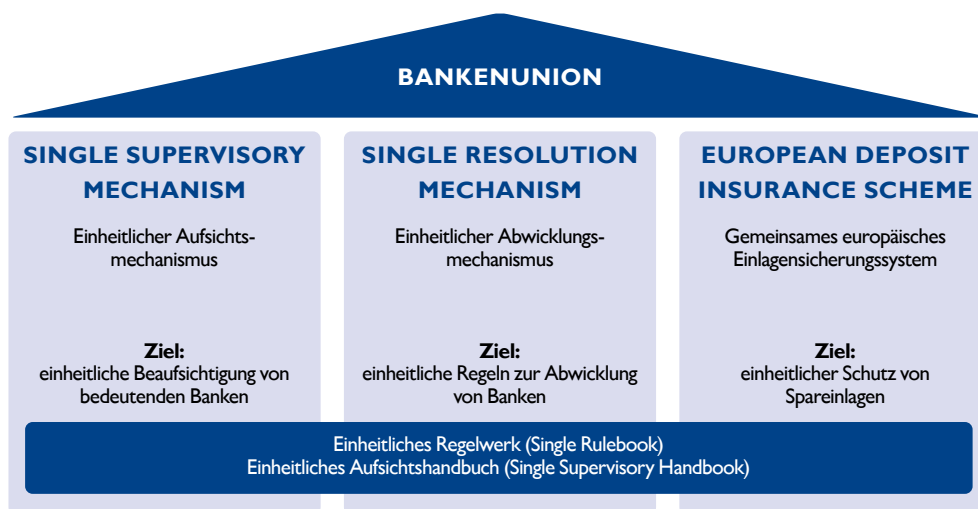 BANKENUNION
SINGLE SUPERVISORY
MECHANISM
Einheitlicher Aufsichts-
mechanismus
Ziel:
einheitliche Beaufsichtigung von
bedeutenden Banken
SINGLE RESOLUTION
MECHANISM
Einheitlicher Abwicklungs-
mechanismus
Ziel:
einheitliche Regeln zur Abwicklung
von Banken
EUROPEAN DEPOSIT
INSURANCE SCHEME
Gemeinsames europäisches
Einlagensicherungssystem
Ziel:
einheitlicher Schutz von
Spareinlagen
Einheitliches Regelwerk (Single Rulebook)
Einheitliches Aufsichtshandbuch (Single Supervisory Handbook)